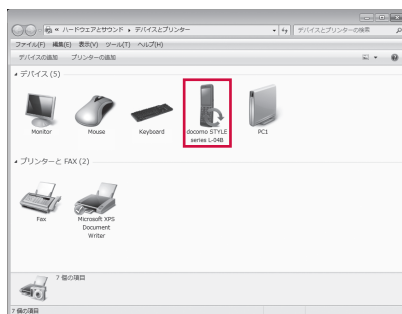 « ハードウェアとサウンド ▸ デバイスとプリンター
デバイスとプリンターの検索
ファイル(F) 編集(E) 表示(V) ツール(T) ヘルプ(H)
デバイスの追加 プリンターの追加
デバイス (5)
Monitor
Mouse
Keyboard
docomo STYLE
series L-04B
PC1
プリンターと FAX (2)
Fax
Microsoft XPS
Document
Writer
7 個の項目
7 個の項目